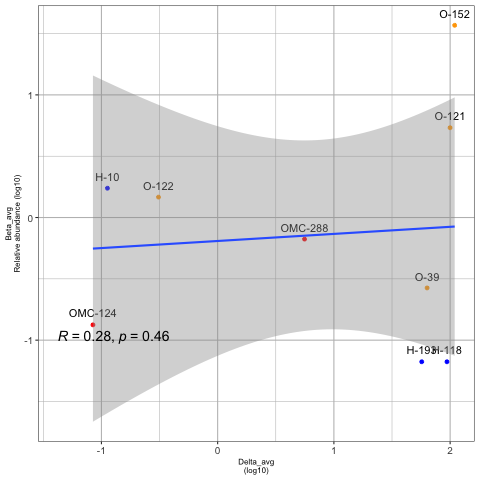 O-152
O-121
H-10
O-122
OMC-288
O-39
OMC-124
R = 0.28, p = 0.46
H-193
H-118
1
0
-1
-1
0
1
2
Delta_avg
(log10)
Beta_avg
Relative abundance (log10)